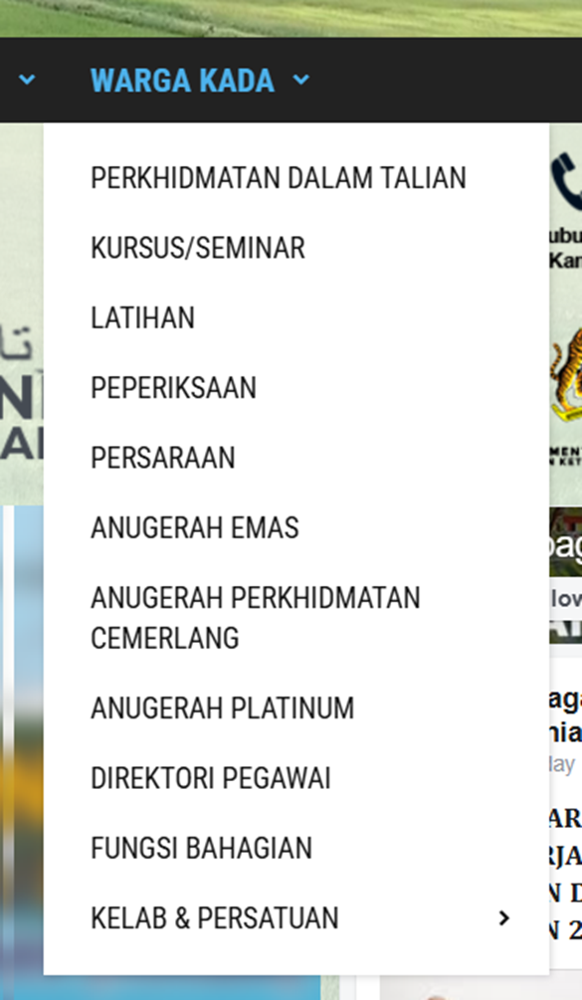 WARGA KADA
PERKHIDMATAN DALAM TALIAN
KURSUS/SEMINAR
LATIHAN
PEPERIKSAAN
PERSARAAN
ANUGERAH EMAS
ANUGERAH PERKHIDMATAN
CEMERLANG
ANUGERAH PLATINUM
DIREKTORI PEGAWAI
FUNGSI BAHAGIAN
KELAB & PERSATUAN